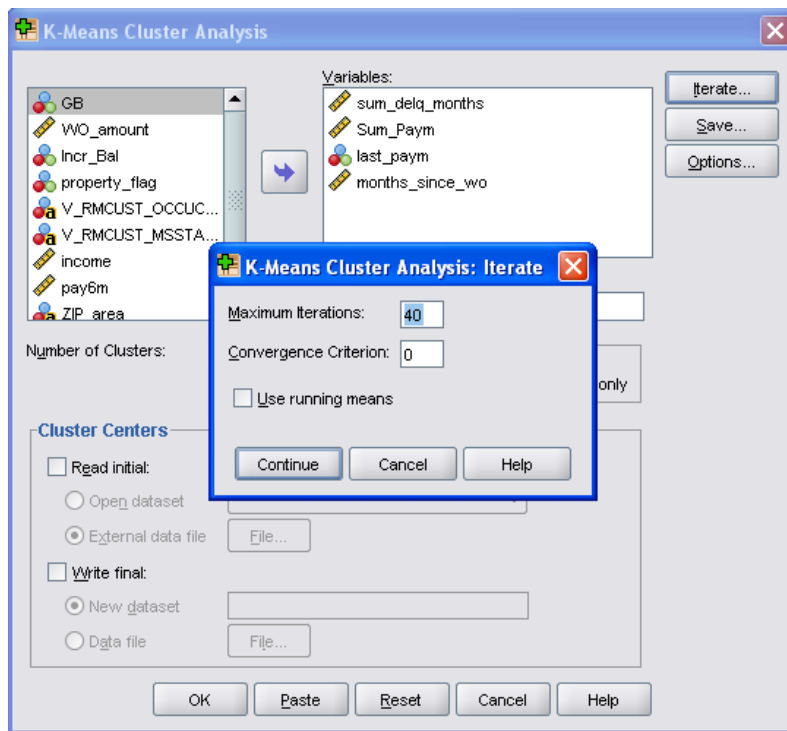 K-Means Cluster Analysis
Variables:
GB
WO_amount
Incr_Bal
property_flag
V_RMCUST_OCCUC...
V_RMCUST_MSSTA...
income
pay6m
ZIP_area
sum_delq_months
Sum_Paym
last_paym
months_since_wo
Iterate...
Save...
Options...
K-Means Cluster Analysis: Iterate
Maximum Iterations: 40
Convergence Criterion: 0
Use running means
Continue Cancel Help
Number of Clusters:
only
Cluster Centers
Read initial:
Open dataset
External data file File...
Write final:
New dataset
Data file File...
OK Paste Reset Cancel Help